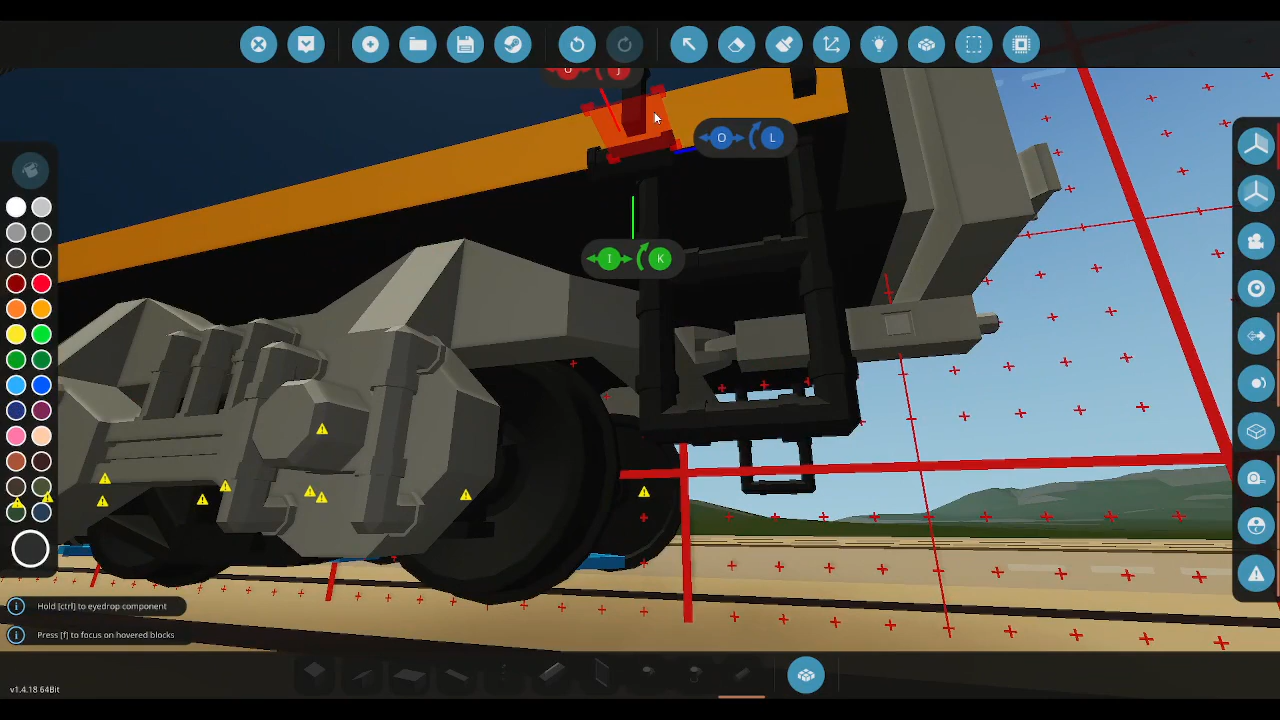 J
O L
I K
Hold [ctrl] to eyedrop component
Press [f] to focus on hovered blocks
v1.4.18 64Bit